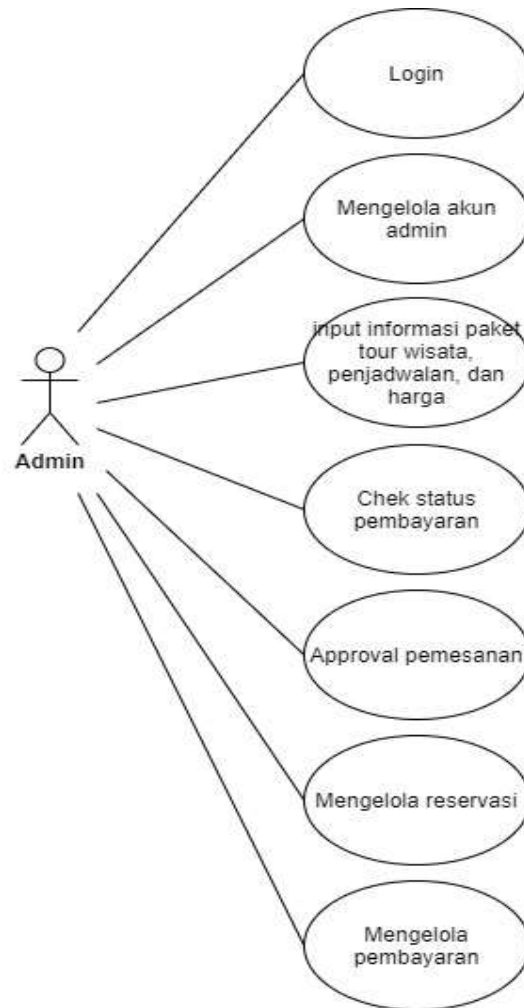 Login
Mengelola akun
admin
input informasi paket
tour wisata,
penjadwalan, dan
harga
Admin
Chek status
pembayaran
Approval pemesanan
Mengelola reservasi
Mengelola
pembayaran